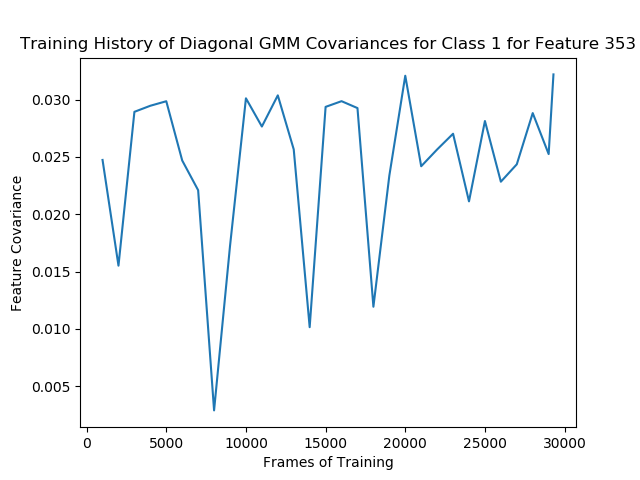 Training History of Diagonal GMM Covariances for Class 1 for Feature 353
0.030
0.025
0.020
0.015
0.010
0.005
Feature Covariance
0 5000 10000 15000 20000 25000 30000
Frames of Training